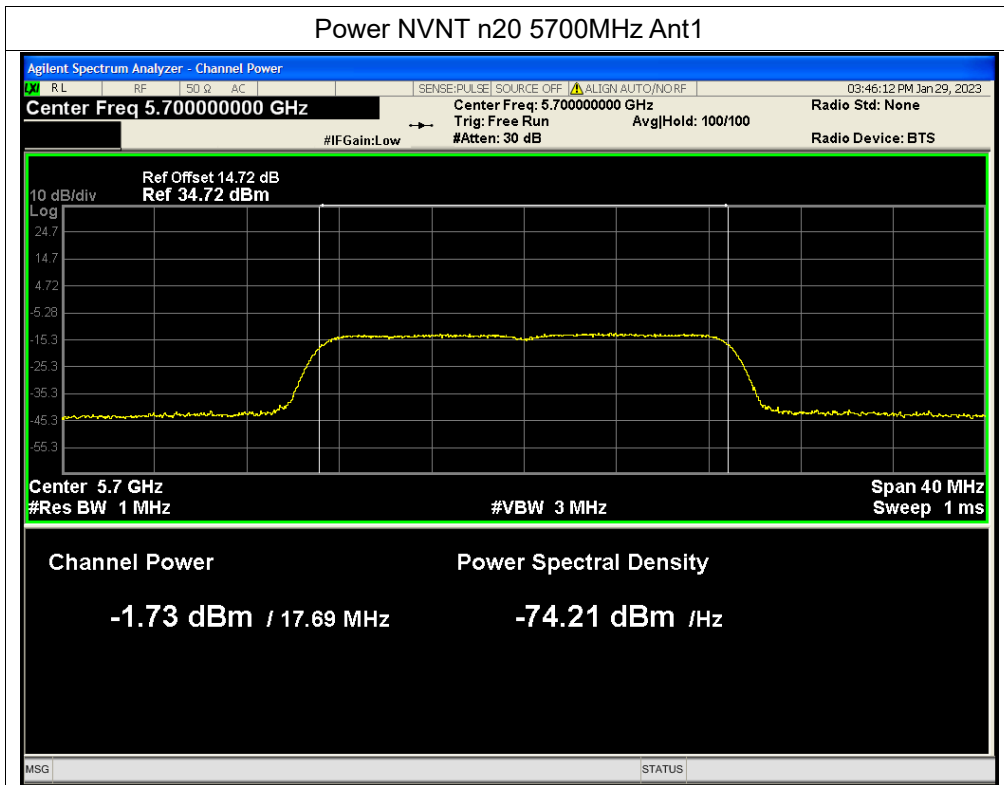 Power NVNT n20 5700MHz Ant1
Agilent Spectrum Analyzer - Channel Power
LXI RL RF 50 Ω AC SENSE:PULSE SOURCE OFF ALIGN AUTO/NO RF 03:46:12 PM Jan 29, 2023
Center Freq 5.700000000 GHz Center Freq: 5.700000000 GHz Radio Std: None
Trig: Free Run Avg|Hold: 100/100
#IFGain:Low #Atten: 30 dB Radio Device: BTS
Ref Offset 14.72 dB
10 dB/div Ref 34.72 dBm
Log
24.7
14.7
4.72
-5.28
-15.3
-25.3
-35.3
-45.3
-55.3
Center 5.7 GHz Span 40 MHz
#Res BW 1 MHz #VBW 3 MHz Sweep 1 ms
Channel Power Power Spectral Density
-1.73 dBm / 17.69 MHz -74.21 dBm /Hz
MSG STATUS